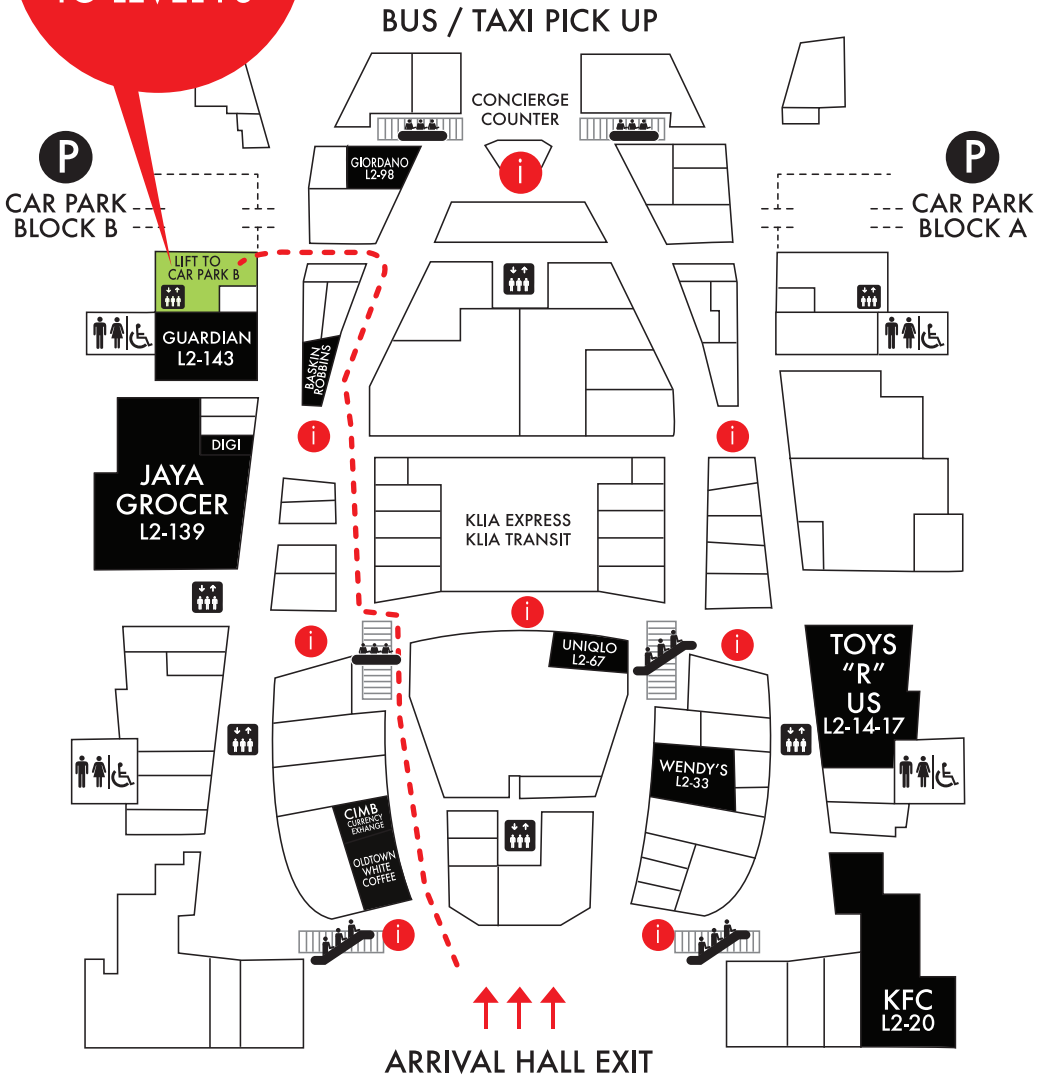 BUS / TAXI PICK UP
CONCIERGE
COUNTER
GIORDANO
L2-98
i
P
CAR PARK
BLOCK B
P
CAR PARK
BLOCK A
LIFT TO
CAR PARK B
GUARDIAN
L2-143
BASKIN
ROBBINS
i
i
DIGI
JAYA
GROCER
L2-139
KLIA EXPRESS
KLIA TRANSIT
i
i
i
UNIQLO
L2-67
TOYS
"R"
US
L2-14-17
WENDY'S
L2-33
CIMB
CURRENCY
EXHANGE
OLDTOWN
WHITE
COFFEE
i
i
KFC
L2-20
ARRIVAL HALL EXIT